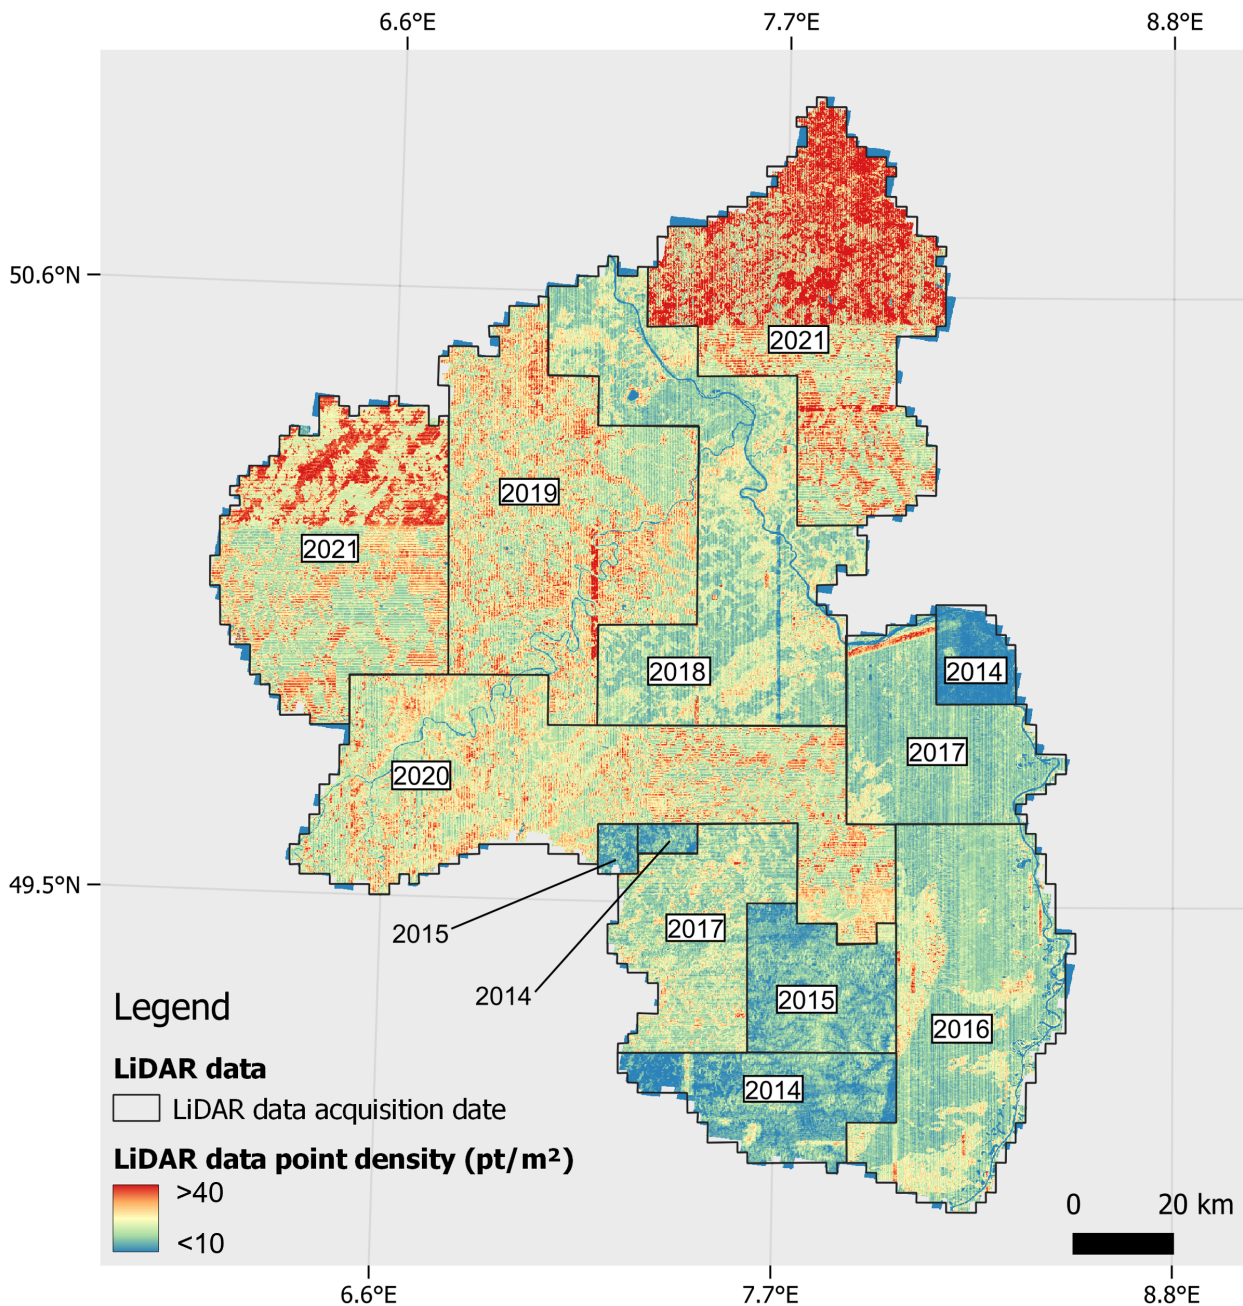 6.6°E 7.7°E 8.8°E
50.6°N
2021
2019
2021
2018
2014
2017
2020
49.5°N
2015
2017
2014
2015
2016
2014
Legend
LiDAR data
LiDAR data acquisition date
LiDAR data point density (pt/m²)
>40
<10
0 20 km
6.6°E 7.7°E 8.8°E